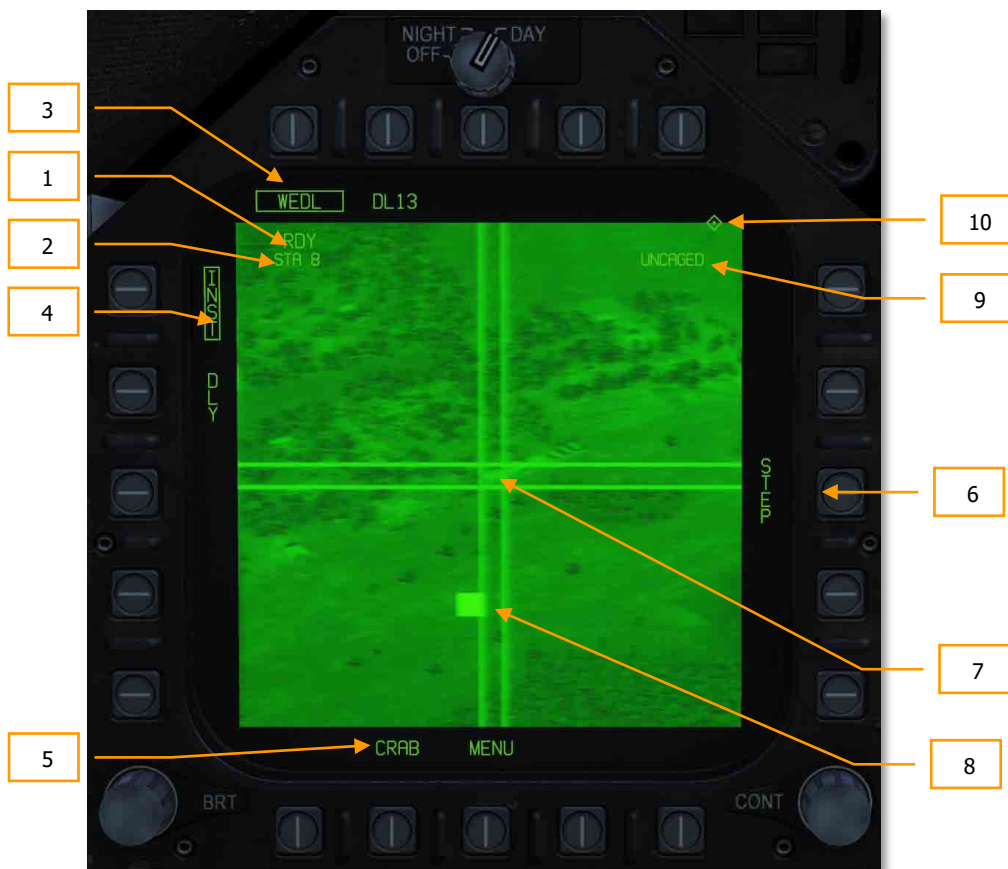 NIGHT DAY
OFF
3
WEDL DL13
1
RDY
10
2
STA 8
UNCAGED
9
4
INST
DLY
STEP
6
7
5
CRAB MENU
8
BRT
CONT